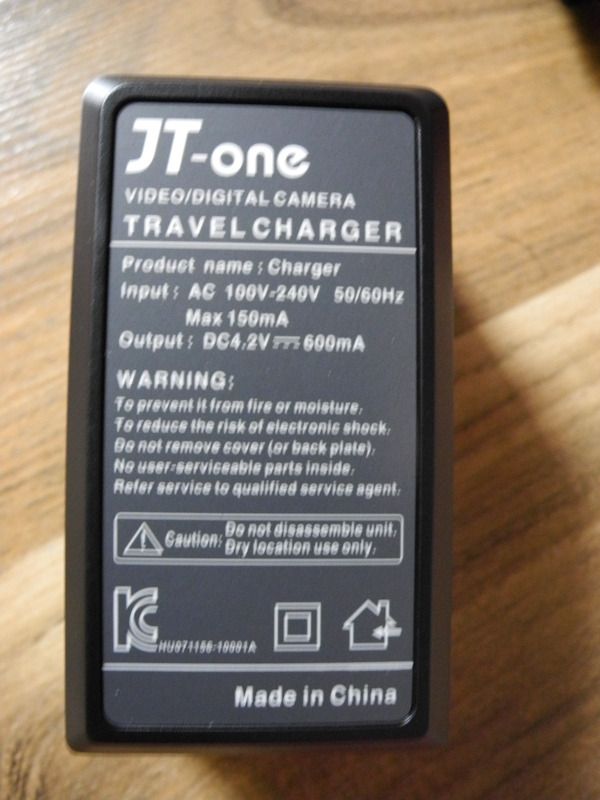 JT-one
VIDEO/DIGITAL CAMERA
TRAVEL CHARGER
Product name: Charger
Input: AC 100V-240V 50/60Hz
Max 150mA
Output: DC4.2V⎓600mA
WARNING:
To prevent it from fire or moisture.
To reduce the risk of electronic shock.
Do not remove cover (or back plate).
No user-serviceable parts inside.
Refer service to qualified service agent.
Caution: Do not disassemble unit.
Dry location use only.
KC
HU071156-10001A
Made in China